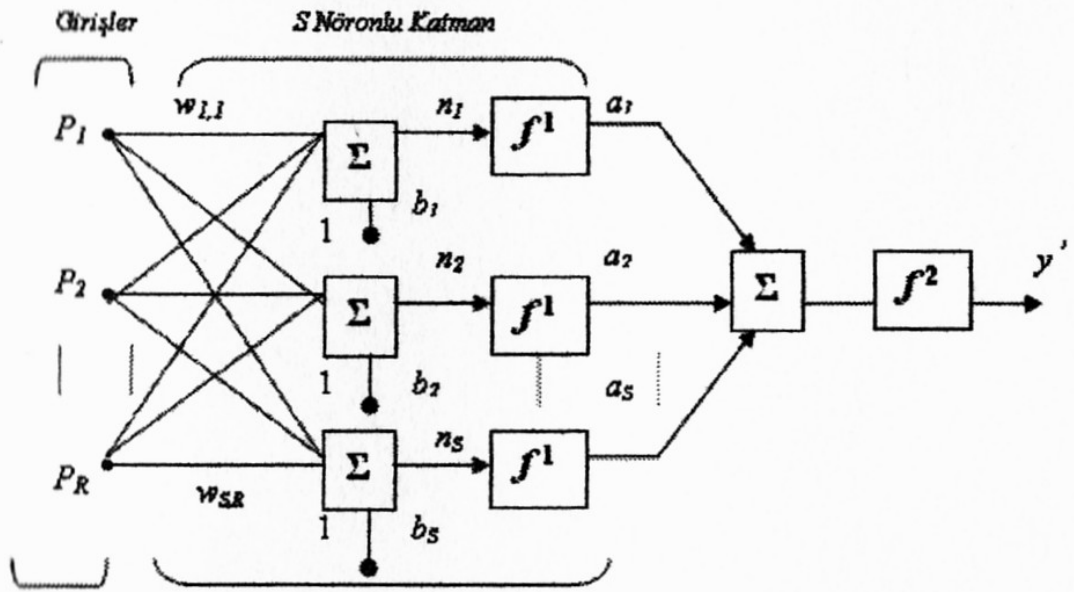 Girişler S Nöronlu Katman
w1,1 n1 f1 a1
P1 Σ
1 b1
P2 n2 a2 y'
Σ f1 Σ f2
1 b2 aS
nS
PR wS,R Σ f1
1 bS